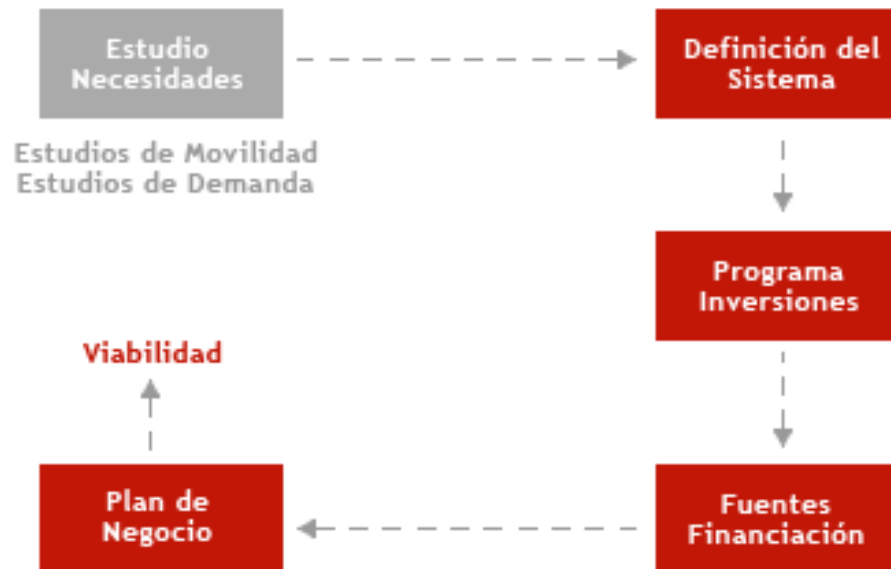 Estudio
Necesidades
Definición del
Sistema
Estudios de Movilidad
Estudios de Demanda
Programa
Inversiones
Viabilidad
Plan de
Negocio
Fuentes
Financiación